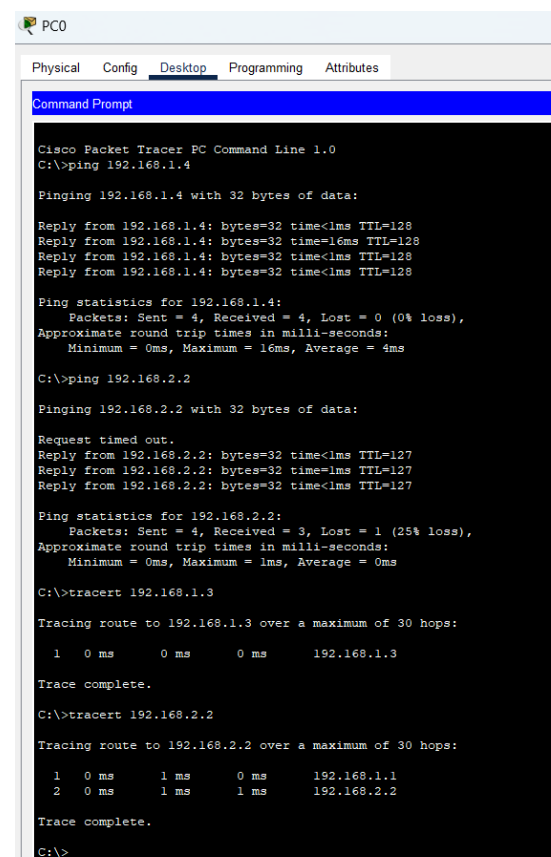 PC0
Physical Config Desktop Programming Attributes
Command Prompt
Cisco Packet Tracer PC Command Line 1.0
C:\>ping 192.168.1.4
Pinging 192.168.1.4 with 32 bytes of data:
Reply from 192.168.1.4: bytes=32 time<1ms TTL=128
Reply from 192.168.1.4: bytes=32 time=16ms TTL=128
Reply from 192.168.1.4: bytes=32 time<1ms TTL=128
Reply from 192.168.1.4: bytes=32 time<1ms TTL=128
Ping statistics for 192.168.1.4:
Packets: Sent = 4, Received = 4, Lost = 0 (0% loss),
Approximate round trip times in milli-seconds:
Minimum = 0ms, Maximum = 16ms, Average = 4ms
C:\>ping 192.168.2.2
Pinging 192.168.2.2 with 32 bytes of data:
Request timed out.
Reply from 192.168.2.2: bytes=32 time<1ms TTL=127
Reply from 192.168.2.2: bytes=32 time=1ms TTL=127
Reply from 192.168.2.2: bytes=32 time<1ms TTL=127
Ping statistics for 192.168.2.2:
Packets: Sent = 4, Received = 3, Lost = 1 (25% loss),
Approximate round trip times in milli-seconds:
Minimum = 0ms, Maximum = 1ms, Average = 0ms
C:\>tracert 192.168.1.3
Tracing route to 192.168.1.3 over a maximum of 30 hops:
1 0 ms 0 ms 0 ms 192.168.1.3
Trace complete.
C:\>tracert 192.168.2.2
Tracing route to 192.168.2.2 over a maximum of 30 hops:
1 0 ms 1 ms 0 ms 192.168.1.1
2 0 ms 1 ms 1 ms 192.168.2.2
Trace complete.
C:\>